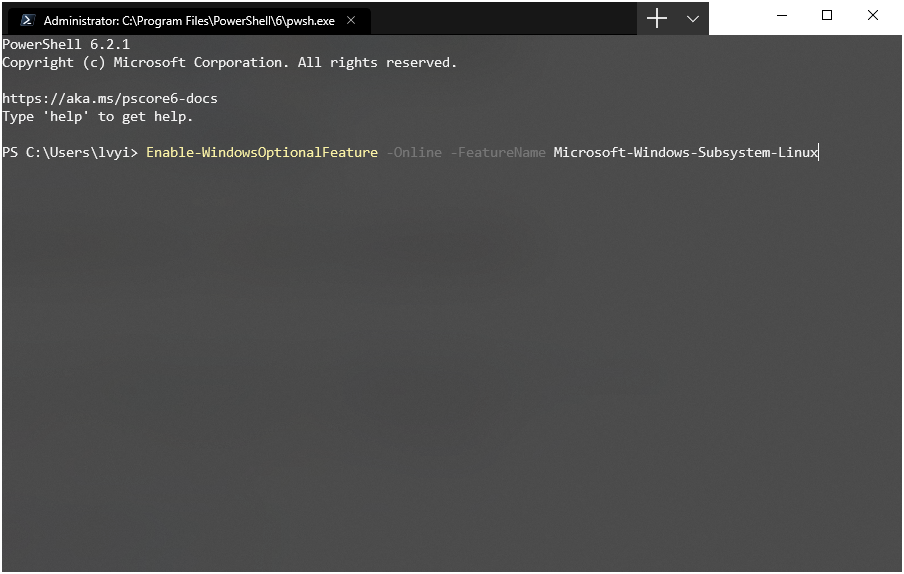 Administrator: C:\Program Files\PowerShell\6\pwsh.exe
PowerShell 6.2.1
Copyright (c) Microsoft Corporation. All rights reserved.
https://aka.ms/pscore6-docs
Type 'help' to get help.
PS C:\Users\lvyi> Enable-WindowsOptionalFeature -Online -FeatureName Microsoft-Windows-Subsystem-Linux